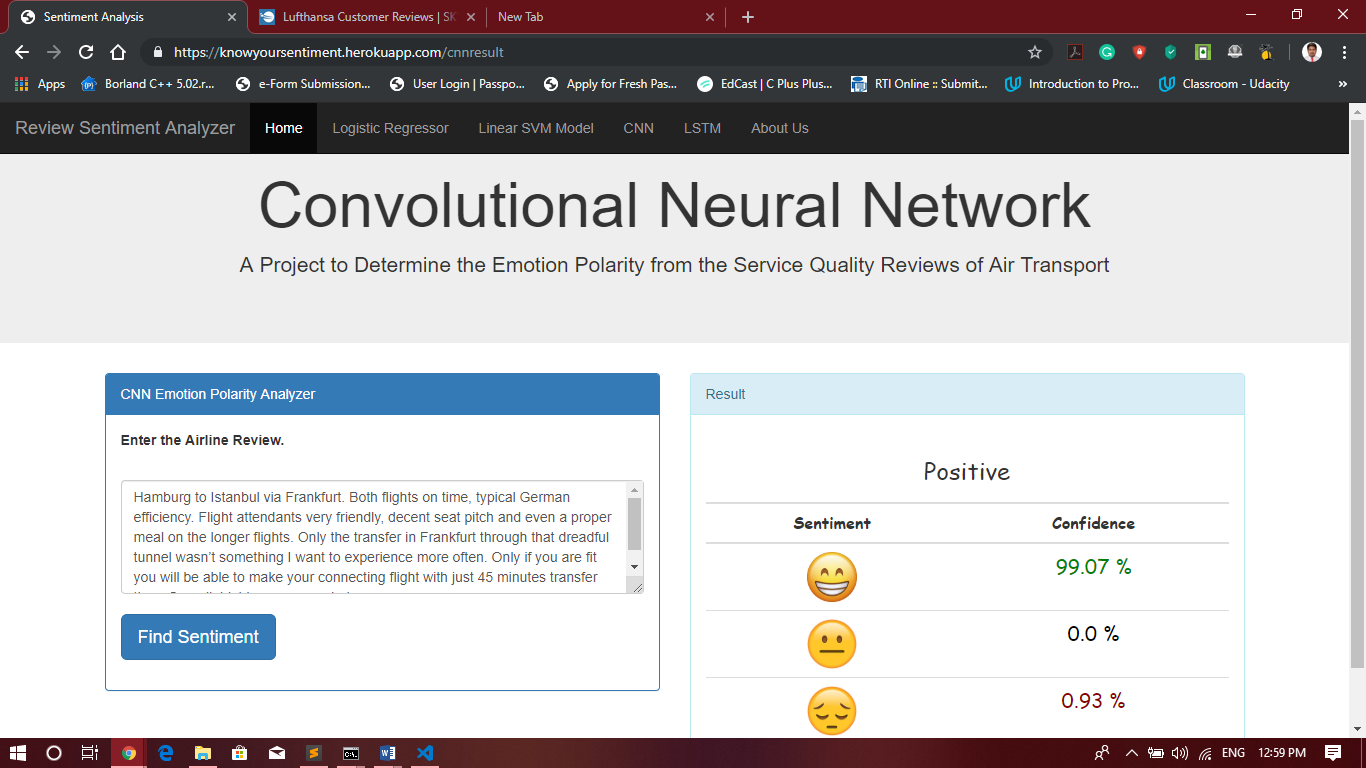 Sentiment Analysis
Lufthansa Customer Reviews | SK
New Tab
https://knowyoursentiment.herokuapp.com/cnnresult
Apps
Borland C++ 5.02.r...
e-Form Submission...
User Login | Passpo...
Apply for Fresh Pas...
EdCast | C Plus Plus...
RTI Online :: Submit...
Introduction to Pro...
Classroom - Udacity
»
Review Sentiment Analyzer
Home
Logistic Regressor
Linear SVM Model
CNN
LSTM
About Us
Convolutional Neural Network
A Project to Determine the Emotion Polarity from the Service Quality Reviews of Air Transport
CNN Emotion Polarity Analyzer
Enter the Airline Review.
Hamburg to Istanbul via Frankfurt. Both flights on time, typical German
efficiency. Flight attendants very friendly, decent seat pitch and even a proper
meal on the longer flights. Only the transfer in Frankfurt through that dreadful
tunnel wasn't something I want to experience more often. Only if you are fit
you will be able to make your connecting flight with just 45 minutes transfer
Find Sentiment
Result
Positive
Sentiment Confidence
99.07 %
0.0 %
0.93 %
ENG
12:59 PM